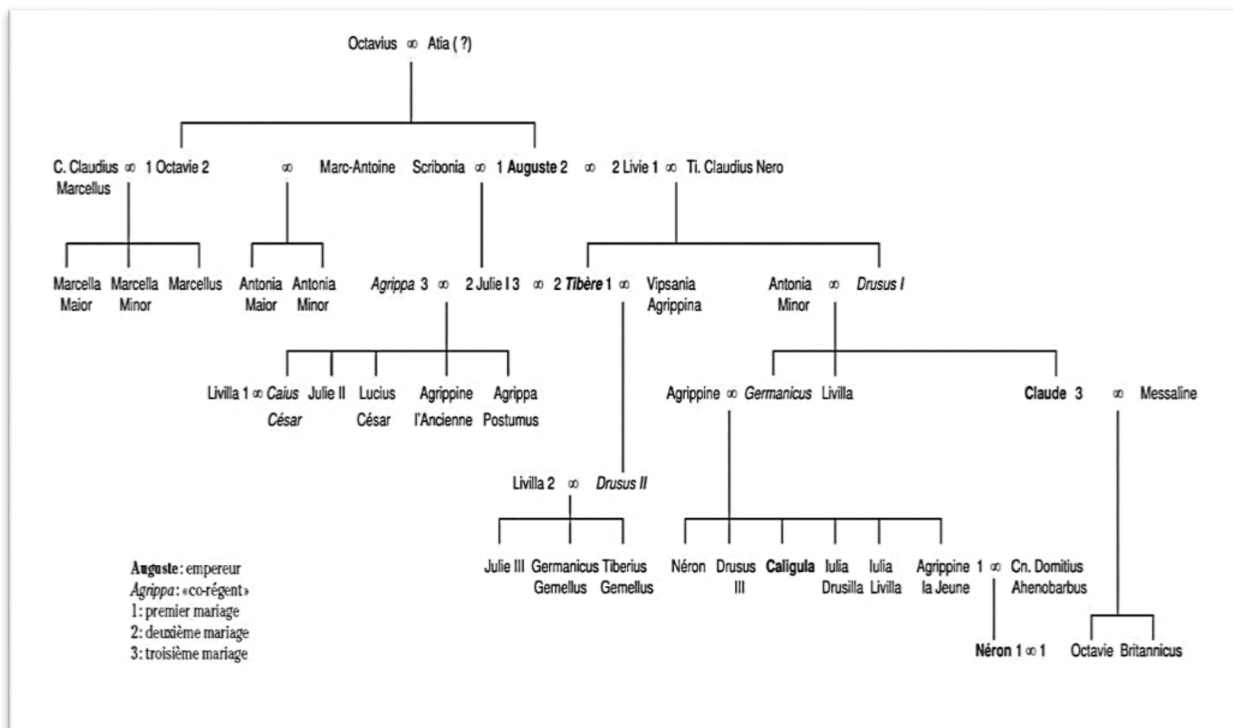 Octavius ∞ Atia (?)
C. Claudius ∞ 1 Octavie 2 ∞ Marc-Antoine Scribonia ∞ 1 Auguste 2 ∞ 2 Livie 1 ∞ Ti. Claudius Nero
Marcellus
Marcella Marcella Marcellus Antonia Antonia Agrippa 3 ∞ 2 Julie I 3 ∞ 2 Tibère 1 ∞ Vipsania Antonia ∞ Drusus I
Maior Minor Maior Minor Agrippina Minor
Livilla 1 ∞ Caius Julie II Lucius Agrippine Agrippa Agrippine ∞ Germanicus Livilla Claude 3 ∞ Messaline
César César l'Ancienne Postumus
Livilla 2 ∞ Drusus II
Julie III Germanicus Tiberius Néron Drusus Caligula Iulia Iulia Agrippine 1 ∞ Cn. Domitius
Gemellus Gemellus III Drusilla Livilla la Jeune Ahenobarbus
Auguste : empereur
Agrippa : «co-régent»
1 : premier mariage
2 : deuxième mariage
3 : troisième mariage
Néron 1 ∞ 1 Octavie Britannicus